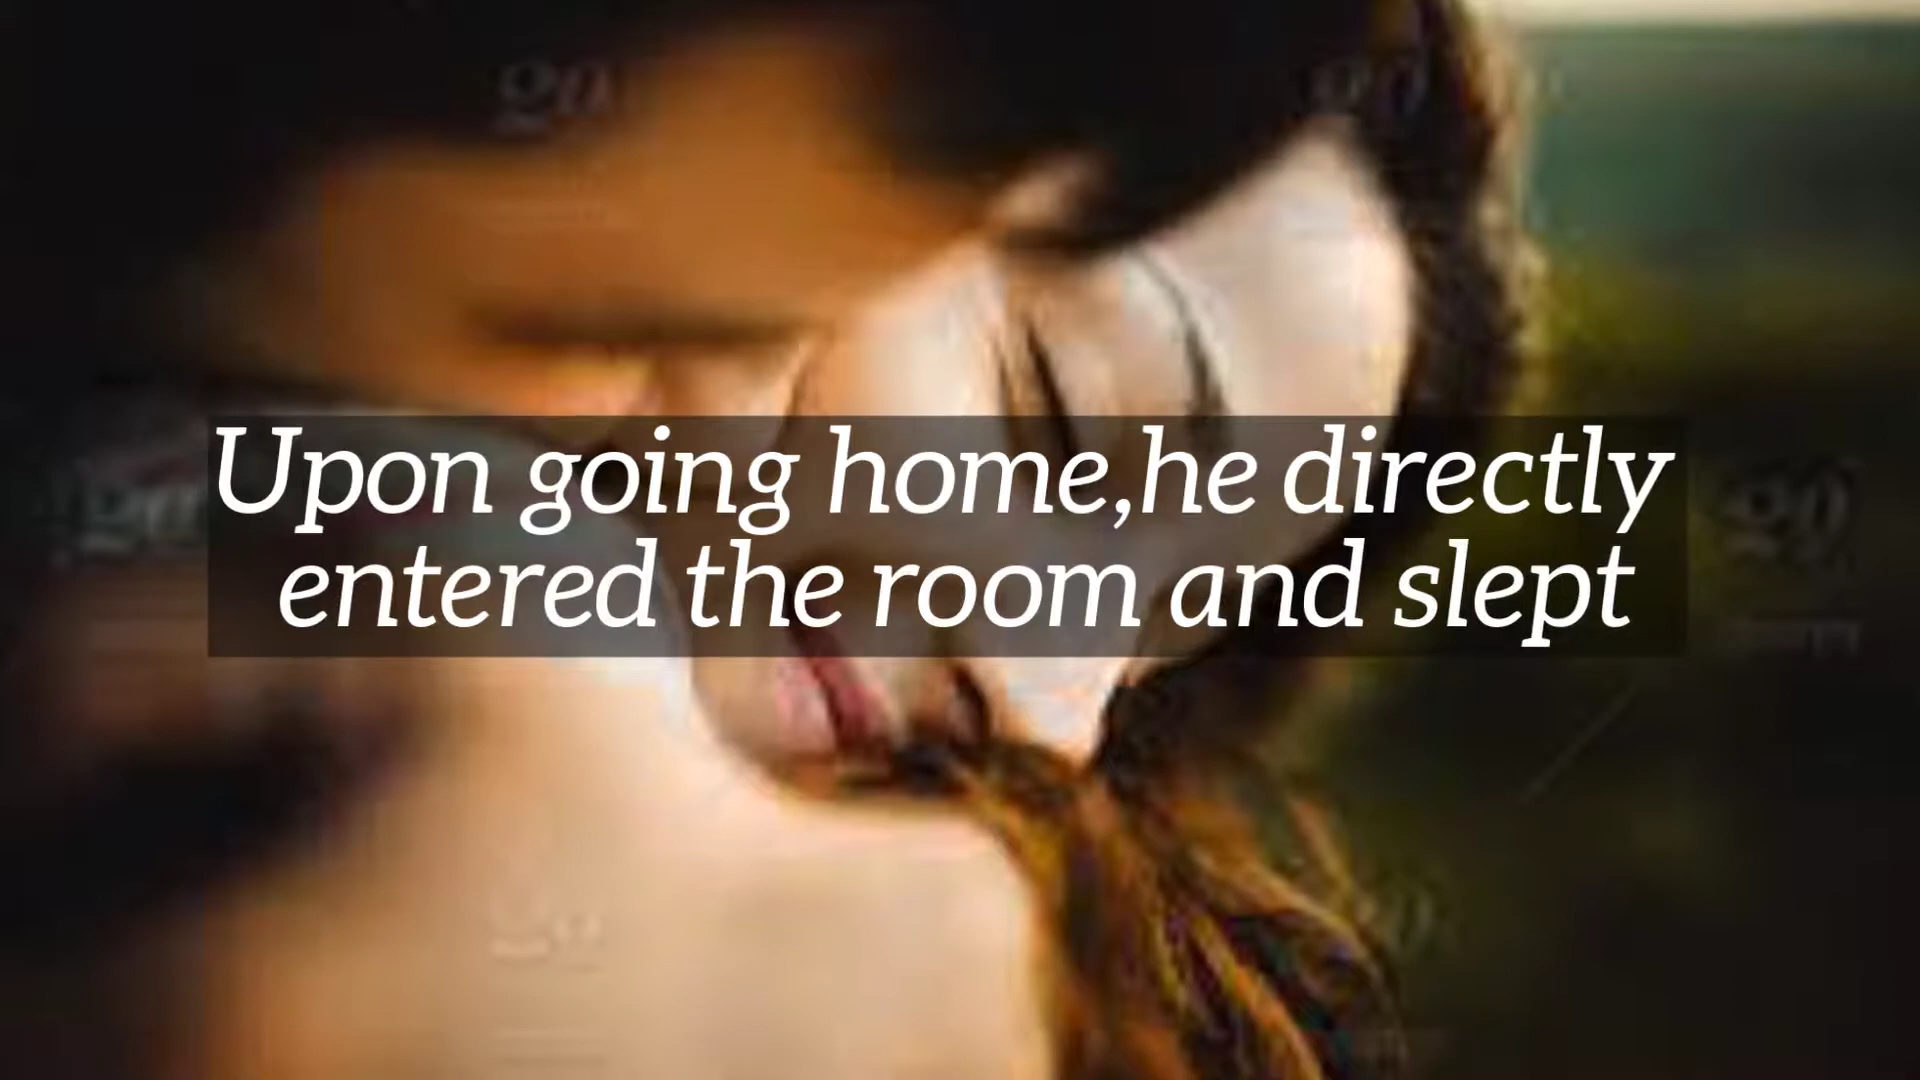 Upon going home,he directly
entered the room and slept